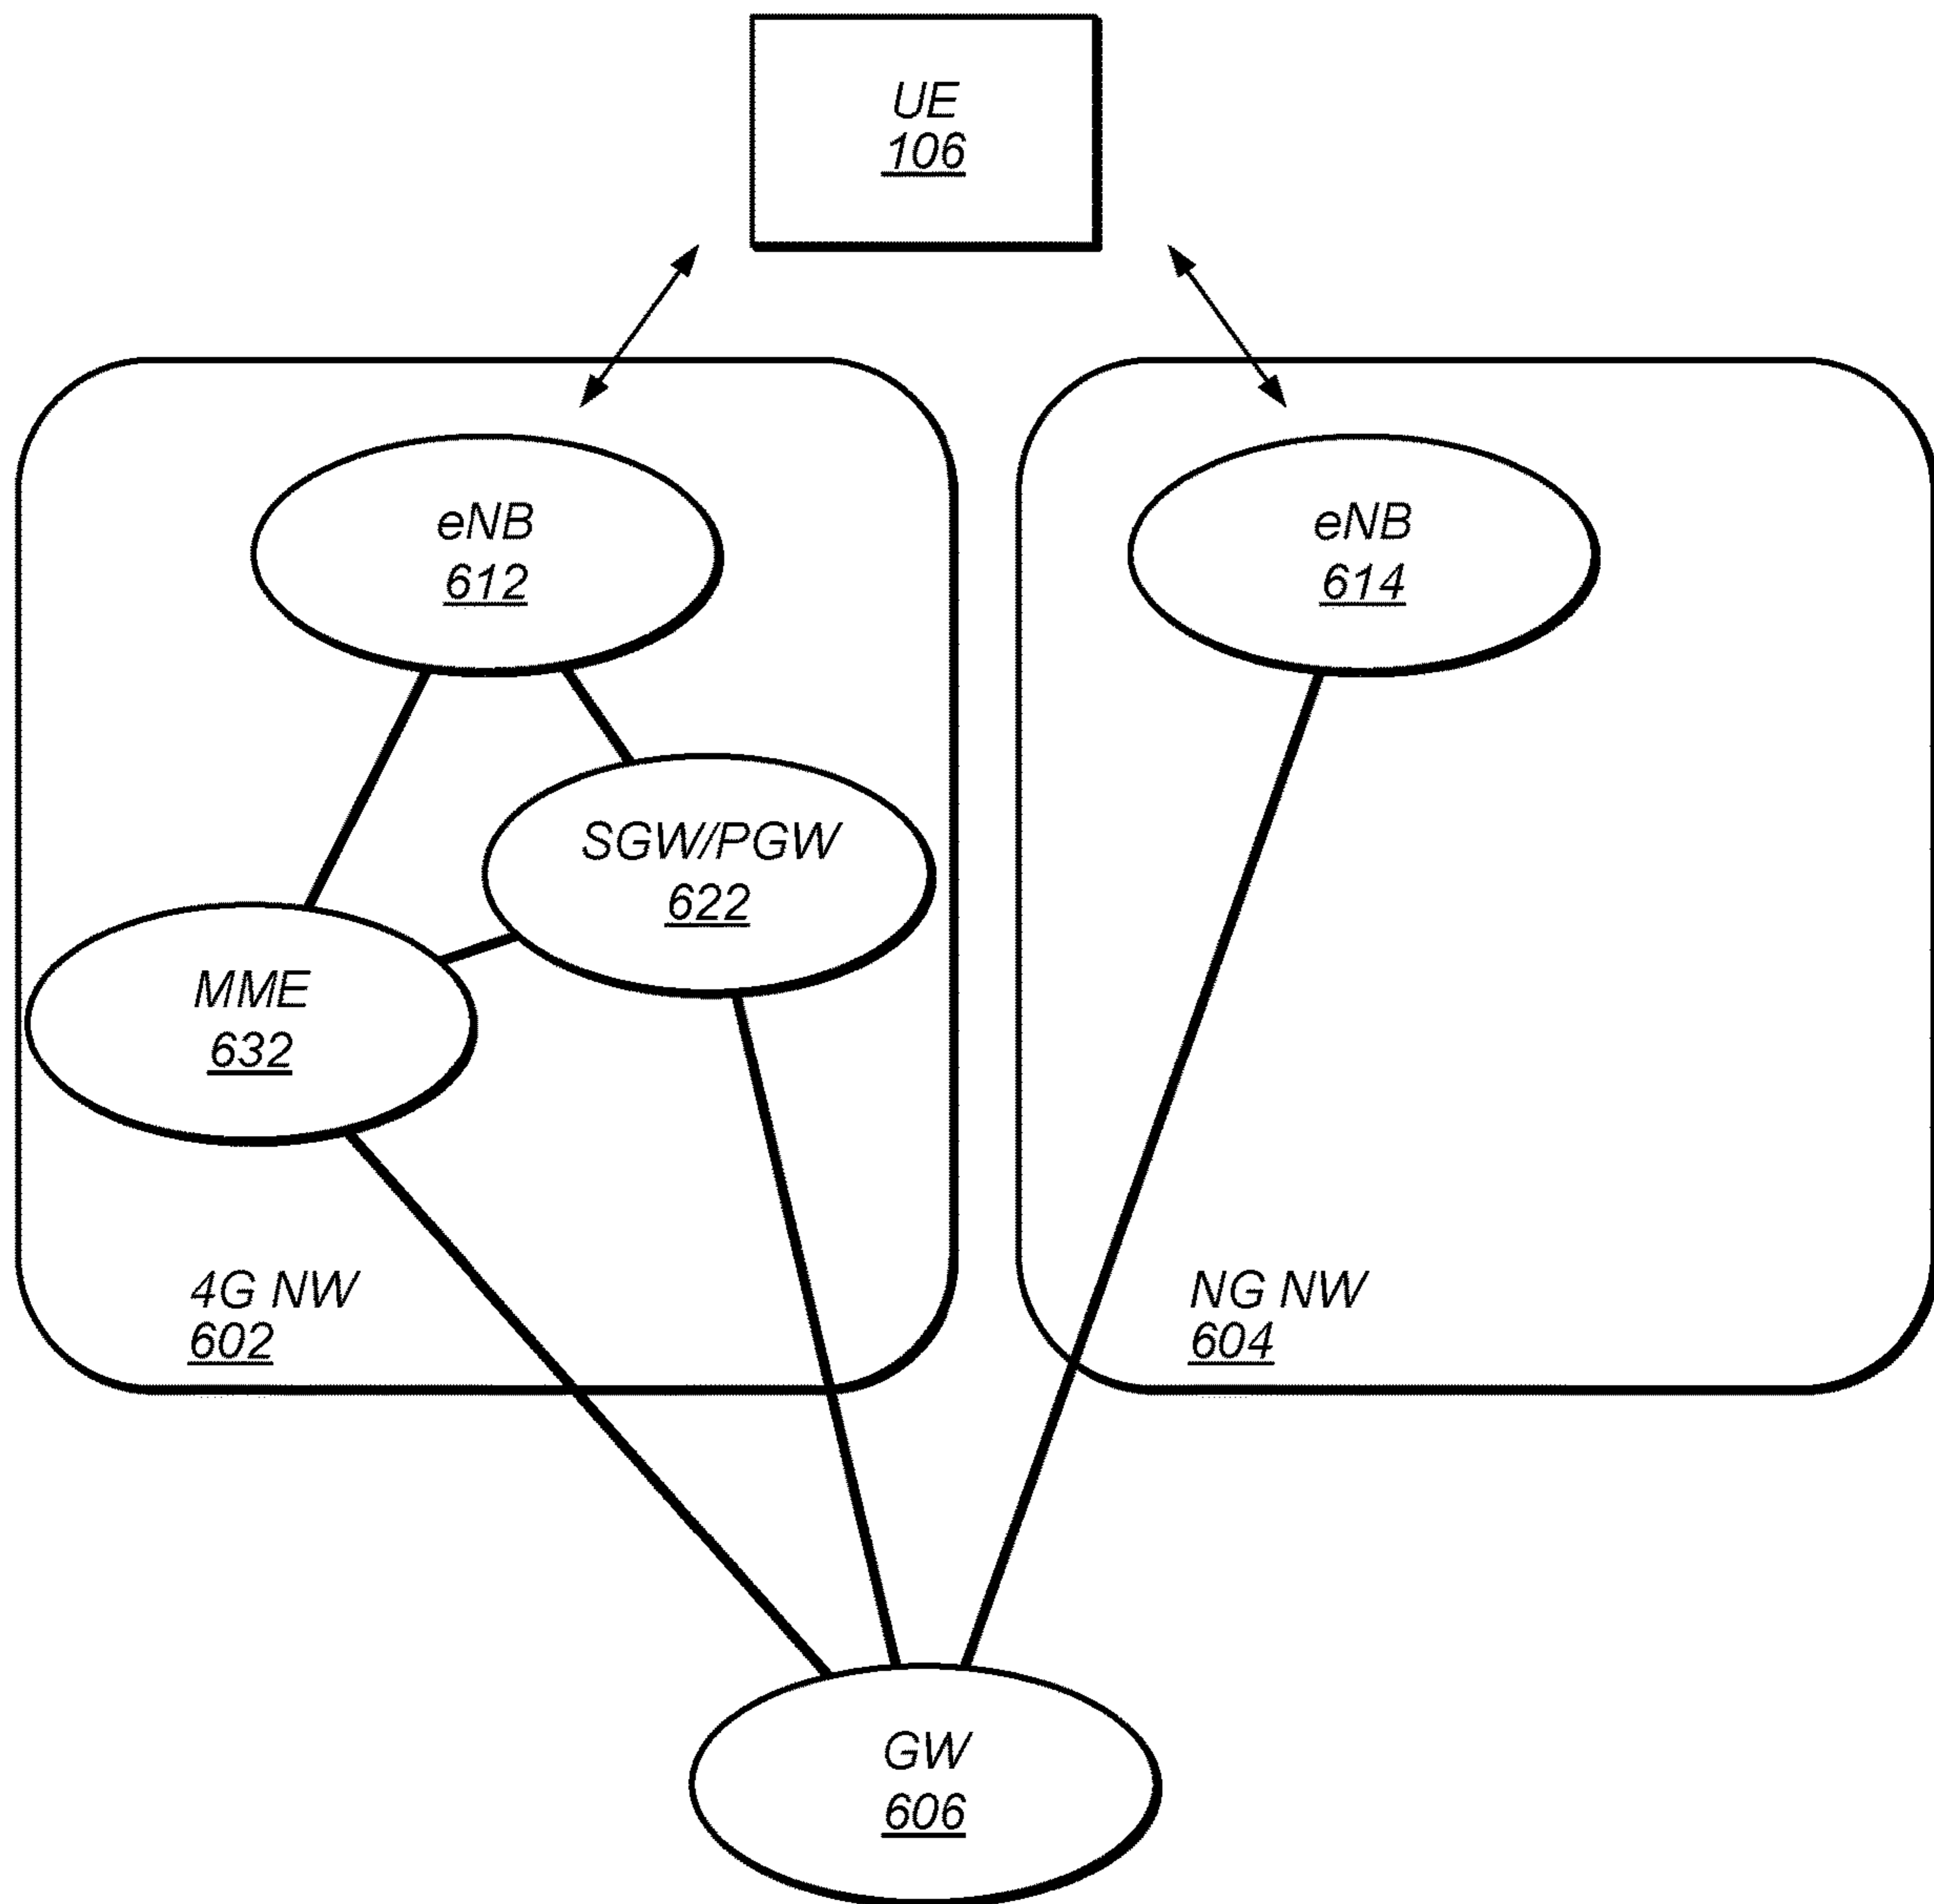 UE
106
eNB
612
eNB
614
SGW/PGW
622
MME
632
4G NW
602
NG NW
604
GW
606